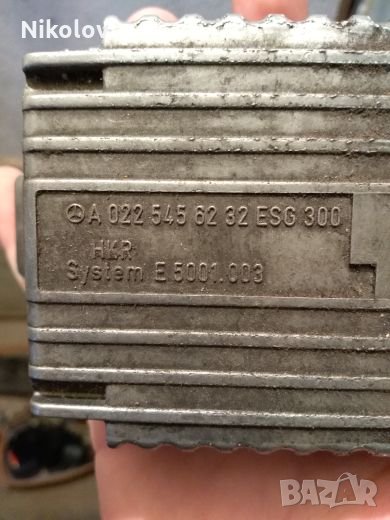 Nikolov
A 022 545 62 32 ESG 300
HKR
System E 5001.003
BAZAR